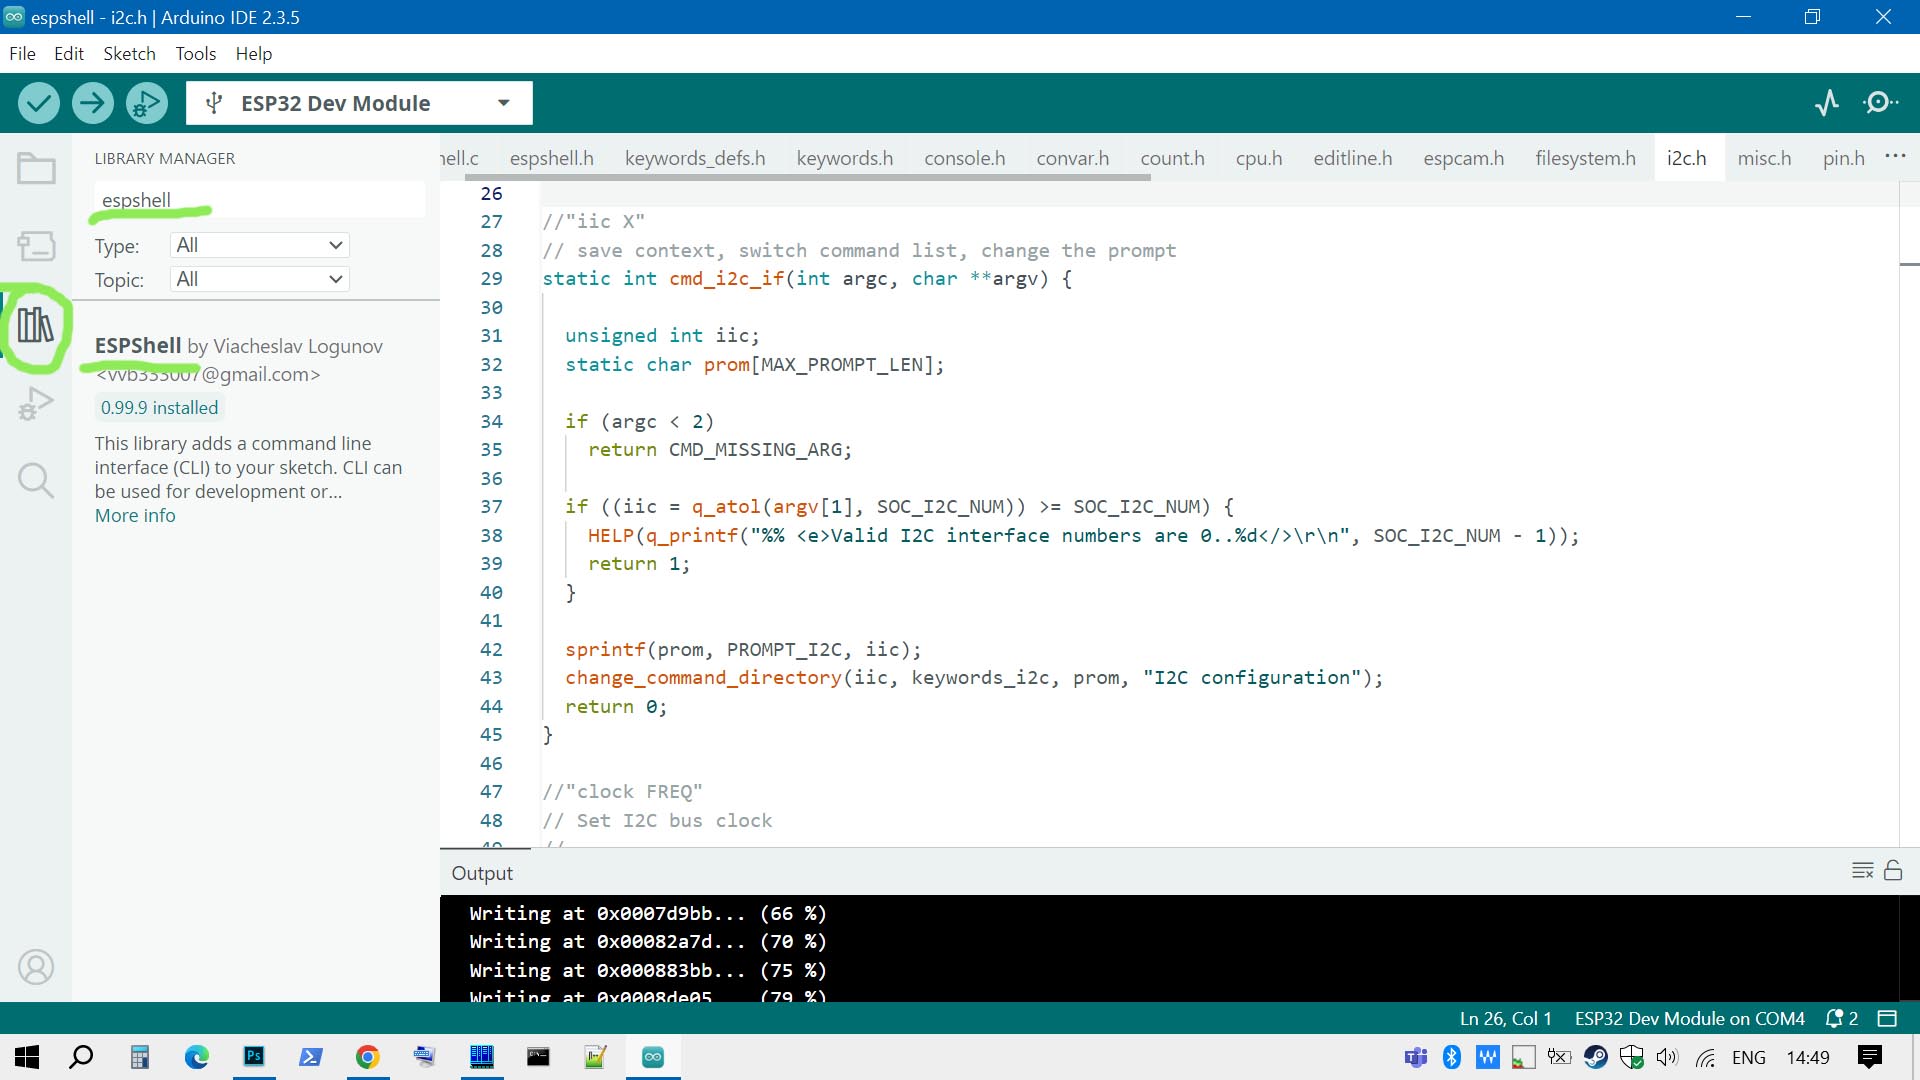 espshell - i2c.h | Arduino IDE 2.3.5
File Edit Sketch Tools Help
ESP32 Dev Module
LIBRARY MANAGER
espshell
Type: All
Topic: All
ESPShell by Viacheslav Logunov
<vvb333007@gmail.com>
0.99.9 installed
This library adds a command line
interface (CLI) to your sketch. CLI can
be used for development or...
More info
hell.c espshell.h keywords_defs.h keywords.h console.h convar.h count.h cpu.h editline.h espcam.h filesystem.h i2c.h misc.h pin.h ...
26
27 //"iic X"
28 // save context, switch command list, change the prompt
29 static int cmd_i2c_if(int argc, char **argv) {
30
31 unsigned int iic;
32 static char prom[MAX_PROMPT_LEN];
33
34 if (argc < 2)
35 return CMD_MISSING_ARG;
36
37 if ((iic = q_atol(argv[1], SOC_I2C_NUM)) >= SOC_I2C_NUM) {
38 HELP(q_printf("%% <e>Valid I2C interface numbers are 0..%d</>\r\n", SOC_I2C_NUM - 1));
39 return 1;
40 }
41
42 sprintf(prom, PROMPT_I2C, iic);
43 change_command_directory(iic, keywords_i2c, prom, "I2C configuration");
44 return 0;
45 }
46
47 //"clock FREQ"
48 // Set I2C bus clock
49 //
Output
Writing at 0x0007d9bb... (66 %)
Writing at 0x00082a7d... (70 %)
Writing at 0x000883bb... (75 %)
Writing at 0x0008de05... (79 %)
Ln 26, Col 1 ESP32 Dev Module on COM4 2
Ps
ENG 14:49